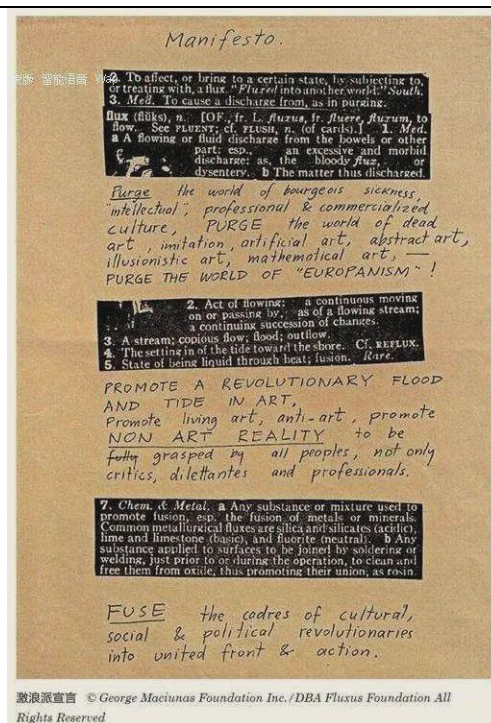 Manifesto.
2. To affect, or bring to a certain state, by subjecting to,
or treating with, a flux. "Fluxed into another world." South.
3. Med. To cause a discharge from, as in purging.
flux (flŭks), n. [OF., fr. L. fluxus, fr. fluere, fluxum, to
flow. See FLUENT; cf. FLUSH, n. (of cards).] 1. Med.
a A flowing or fluid discharge from the bowels or other
part: esp., an excessive and morbid
discharge: as, the bloody flux, or
dysentery. b The matter thus discharged.
Purge the world of bourgeois sickness,
"intellectual", professional & commercialized
culture, PURGE the world of dead
art, imitation, artificial art, abstract art,
illusionistic art, mathematical art, —
PURGE THE WORLD OF "EUROPANISM"!
2. Act of flowing: a continuous moving
on or passing by, as of a flowing stream;
a continuing succession of changes.
3. A stream; copious flow; flood; outflow.
4. The setting in of the tide toward the shore. Cf. REFLUX.
5. State of being liquid through heat; fusion. Rare.
PROMOTE A REVOLUTIONARY FLOOD
AND TIDE IN ART,
Promote living art, anti-art, promote
NON ART REALITY to be
fully grasped by all peoples, not only
critics, dilettantes and professionals.
7. Chem. & Metal. a Any substance or mixture used to
promote fusion, esp. the fusion of metals or minerals.
Common metallurgical fluxes are silica and silicates (acidic),
lime and limestone (basic), and fluorite (neutral). b Any
substance applied to surfaces to be joined by soldering or
welding, just prior to or during the operation, to clean and
free them from oxide, thus promoting their union, as rosin.
FUSE the cadres of cultural,
social & political revolutionaries
into united front & action.
激浪派宣言 © George Maciunas Foundation Inc./DBA Fluxus Foundation All
Rights Reserved